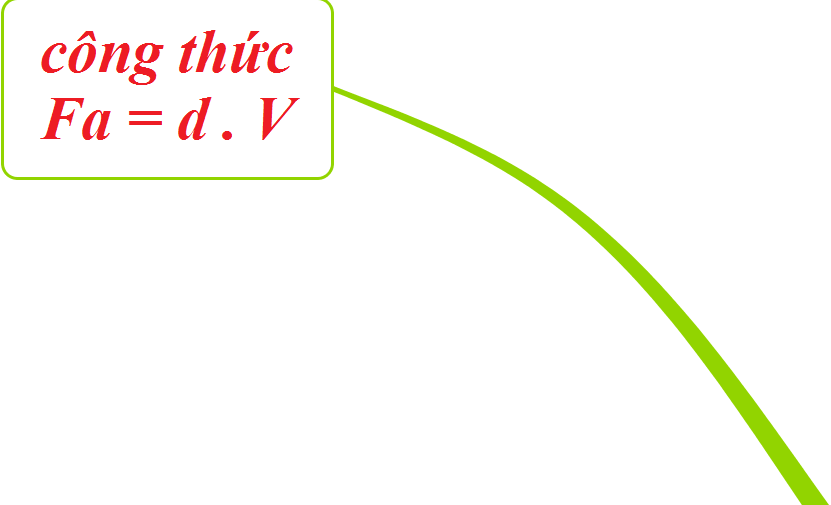 công thức
Fa = d . V